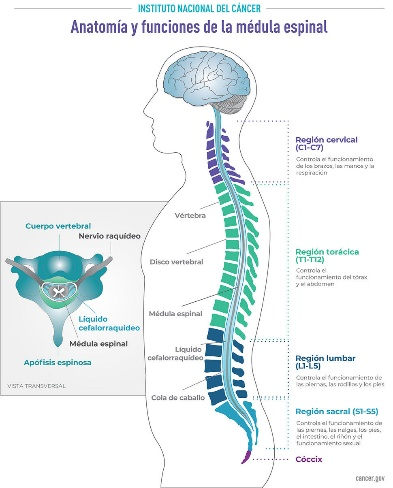 INSTITUTO NACIONAL DEL CÁNCER
Anatomía y funciones de la médula espinal
Región cervical
(C1-C7)
Controla el funcionamiento
de los brazos, las manos y la
respiración
Vértebra
Cuerpo vertebral
Nervio raquídeo
Disco vertebral
Región torácica
(T1-T12)
Controla el
funcionamiento del tórax
y el abdomen
Médula espinal
Líquido
cefalorraquídeo
Médula espinal
Apófisis espinosa
VISTA TRANSVERSAL
Líquido
cefalorraquídeo
Región lumbar
(L1-L5)
Controla el funcionamiento de
las piernas, las rodillas y los pies
Cola de caballo
Región sacral (S1-S5)
Controla el funcionamiento de
las piernas, las nalgas, los pies,
el intestino, el riñón y el
funcionamiento sexual
Cóccix
cancer.gov